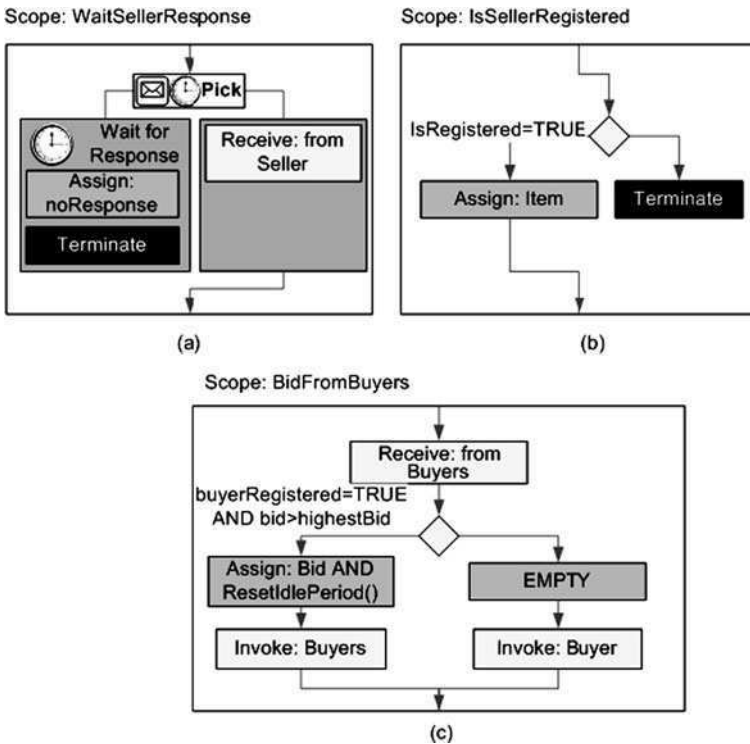 Scope: WaitSellerResponse
Pick
Wait for
Response
Assign:
noResponse
Terminate
Receive: from
Seller
(a)
Scope: IsSellerRegistered
IsRegistered=TRUE
Assign: Item
Terminate
(b)
Scope: BidFromBuyers
Receive: from
Buyers
buyerRegistered=TRUE
AND bid>highestBid
Assign: Bid AND
ResetIdlePeriod()
EMPTY
Invoke: Buyers
Invoke: Buyer
(c)